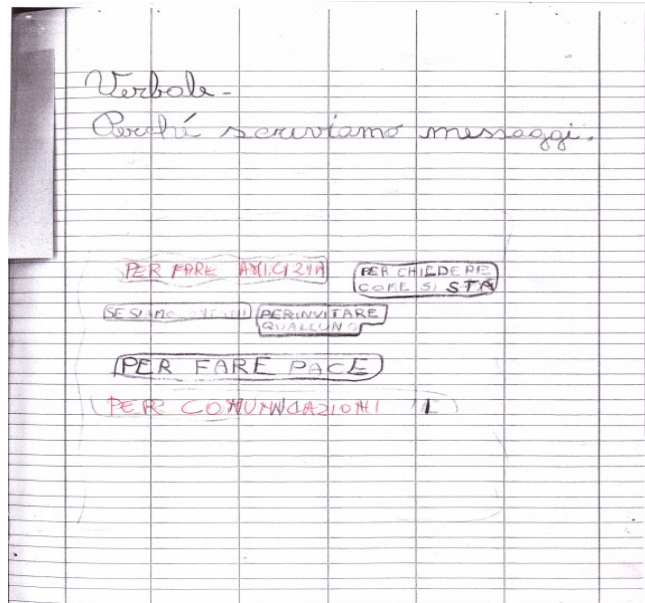 Verbale -
Perché scriviamo messaggi.
PER FARE AMICIZIA
PER CHIEDERE
COME SI STA
SE SIAMO
PER INVITARE
QUALCUNO
PER FARE PACE
PER COMUNICAZIONI